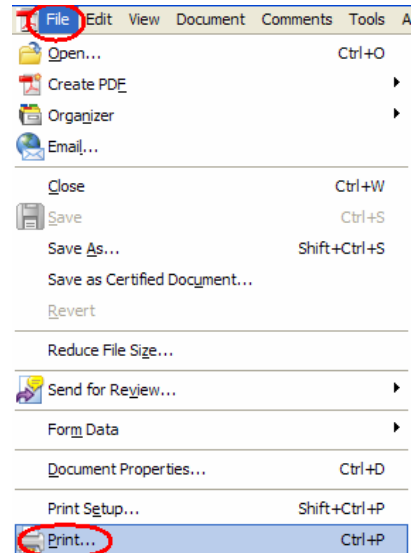 File Edit View Document Comments Tools A
Open... Ctrl+O
Create PDF
Organizer
Email...
Close Ctrl+W
Save Ctrl+S
Save As... Shift+Ctrl+S
Save as Certified Document...
Revert
Reduce File Size...
Send for Review...
Form Data
Document Properties... Ctrl+D
Print Setup... Shift+Ctrl+P
Print... Ctrl+P